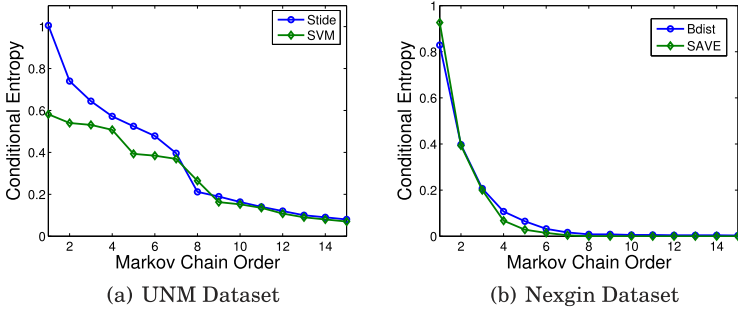 Conditional Entropy
1
0.8
0.6
0.4
0.2
0
2 4 6 8 10 12 14
Markov Chain Order
Stide
SVM
(a) UNM Dataset
Conditional Entropy
1
0.8
0.6
0.4
0.2
0
2 4 6 8 10 12 14
Markov Chain Order
Bdist
SAVE
(b) Nexgin Dataset